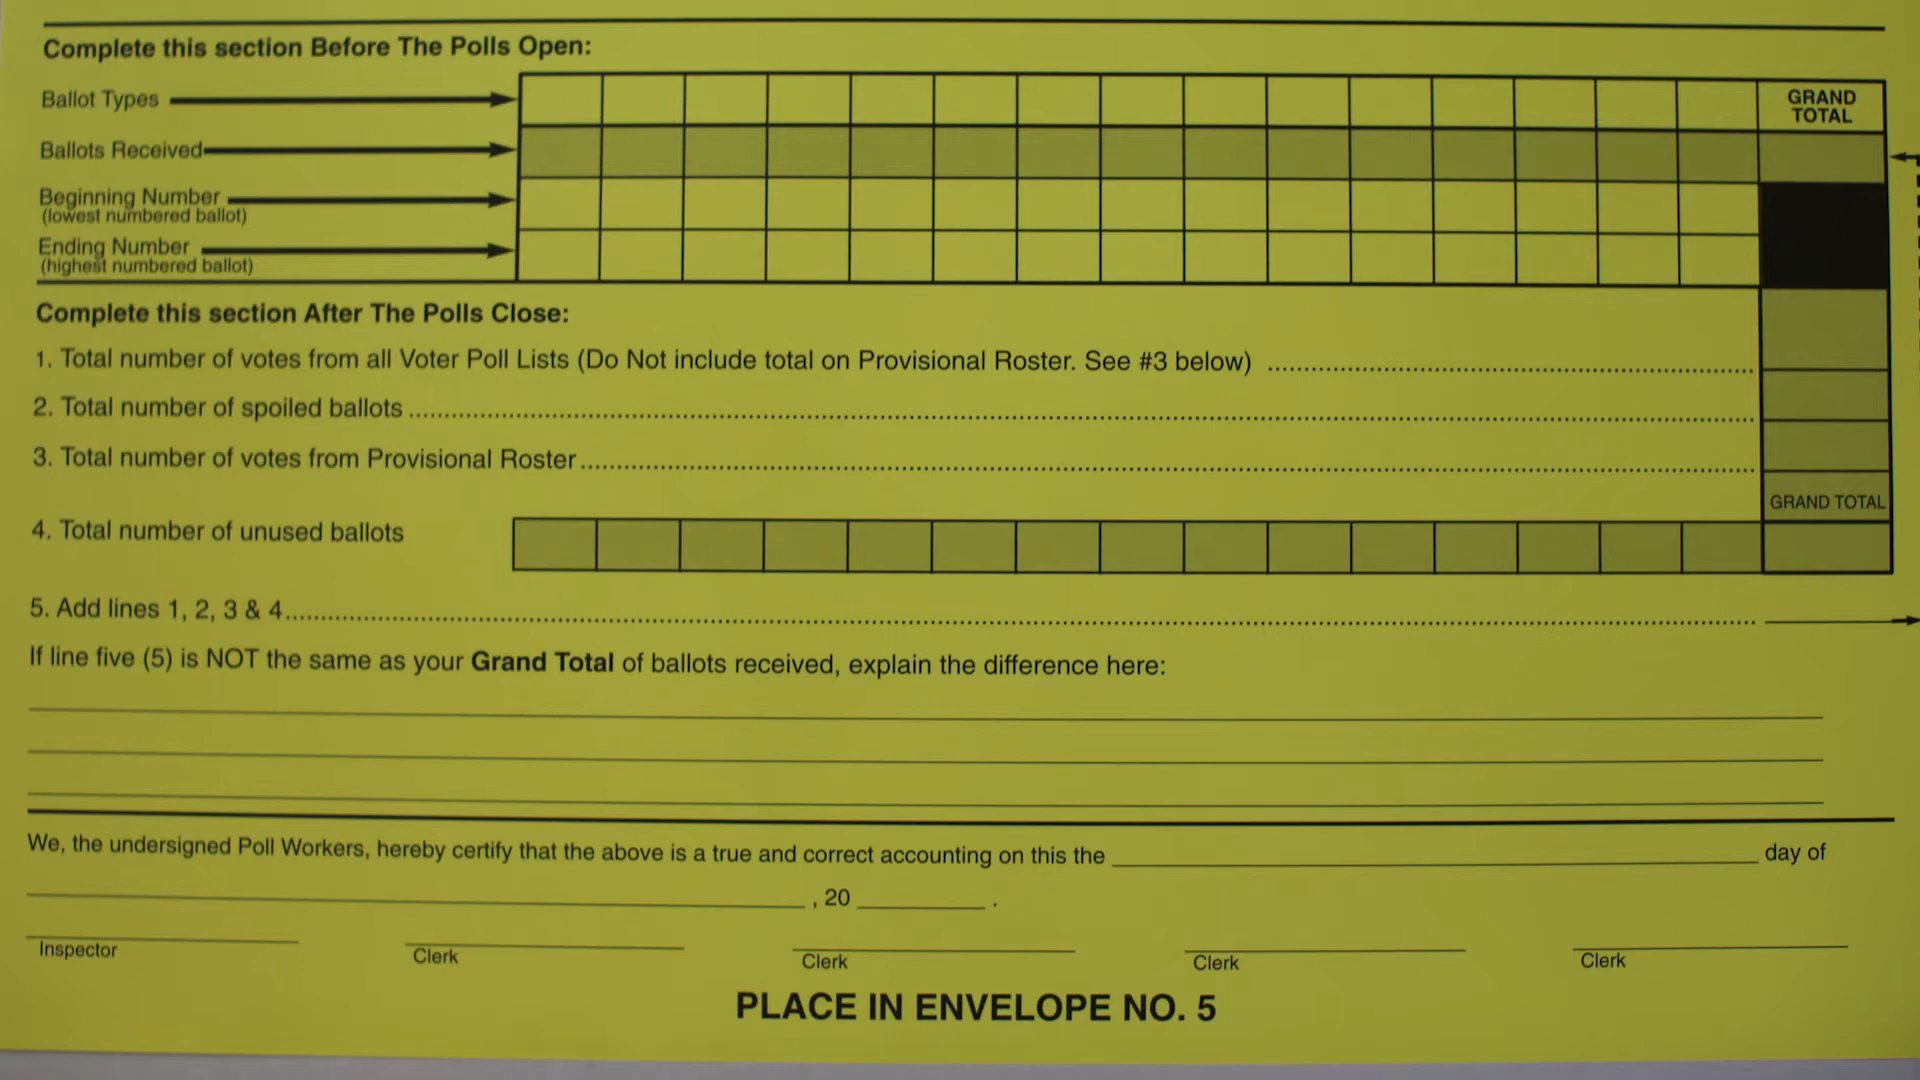 Complete this section Before The Polls Open:
Ballot Types
GRAND
TOTAL
Ballots Received
Beginning Number
(lowest numbered ballot)
Ending Number
(highest numbered ballot)
Complete this section After The Polls Close:
1. Total number of votes from all Voter Poll Lists (Do Not include total on Provisional Roster. See #3 below)
2. Total number of spoiled ballots
3. Total number of votes from Provisional Roster
GRAND TOTAL
4. Total number of unused ballots
5. Add lines 1, 2, 3 & 4
If line five (5) is NOT the same as your Grand Total of ballots received, explain the difference here:
We, the undersigned Poll Workers, hereby certify that the above is a true and correct accounting on this the ____ day of
____, 20 ____.
Inspector Clerk Clerk Clerk Clerk
PLACE IN ENVELOPE NO. 5